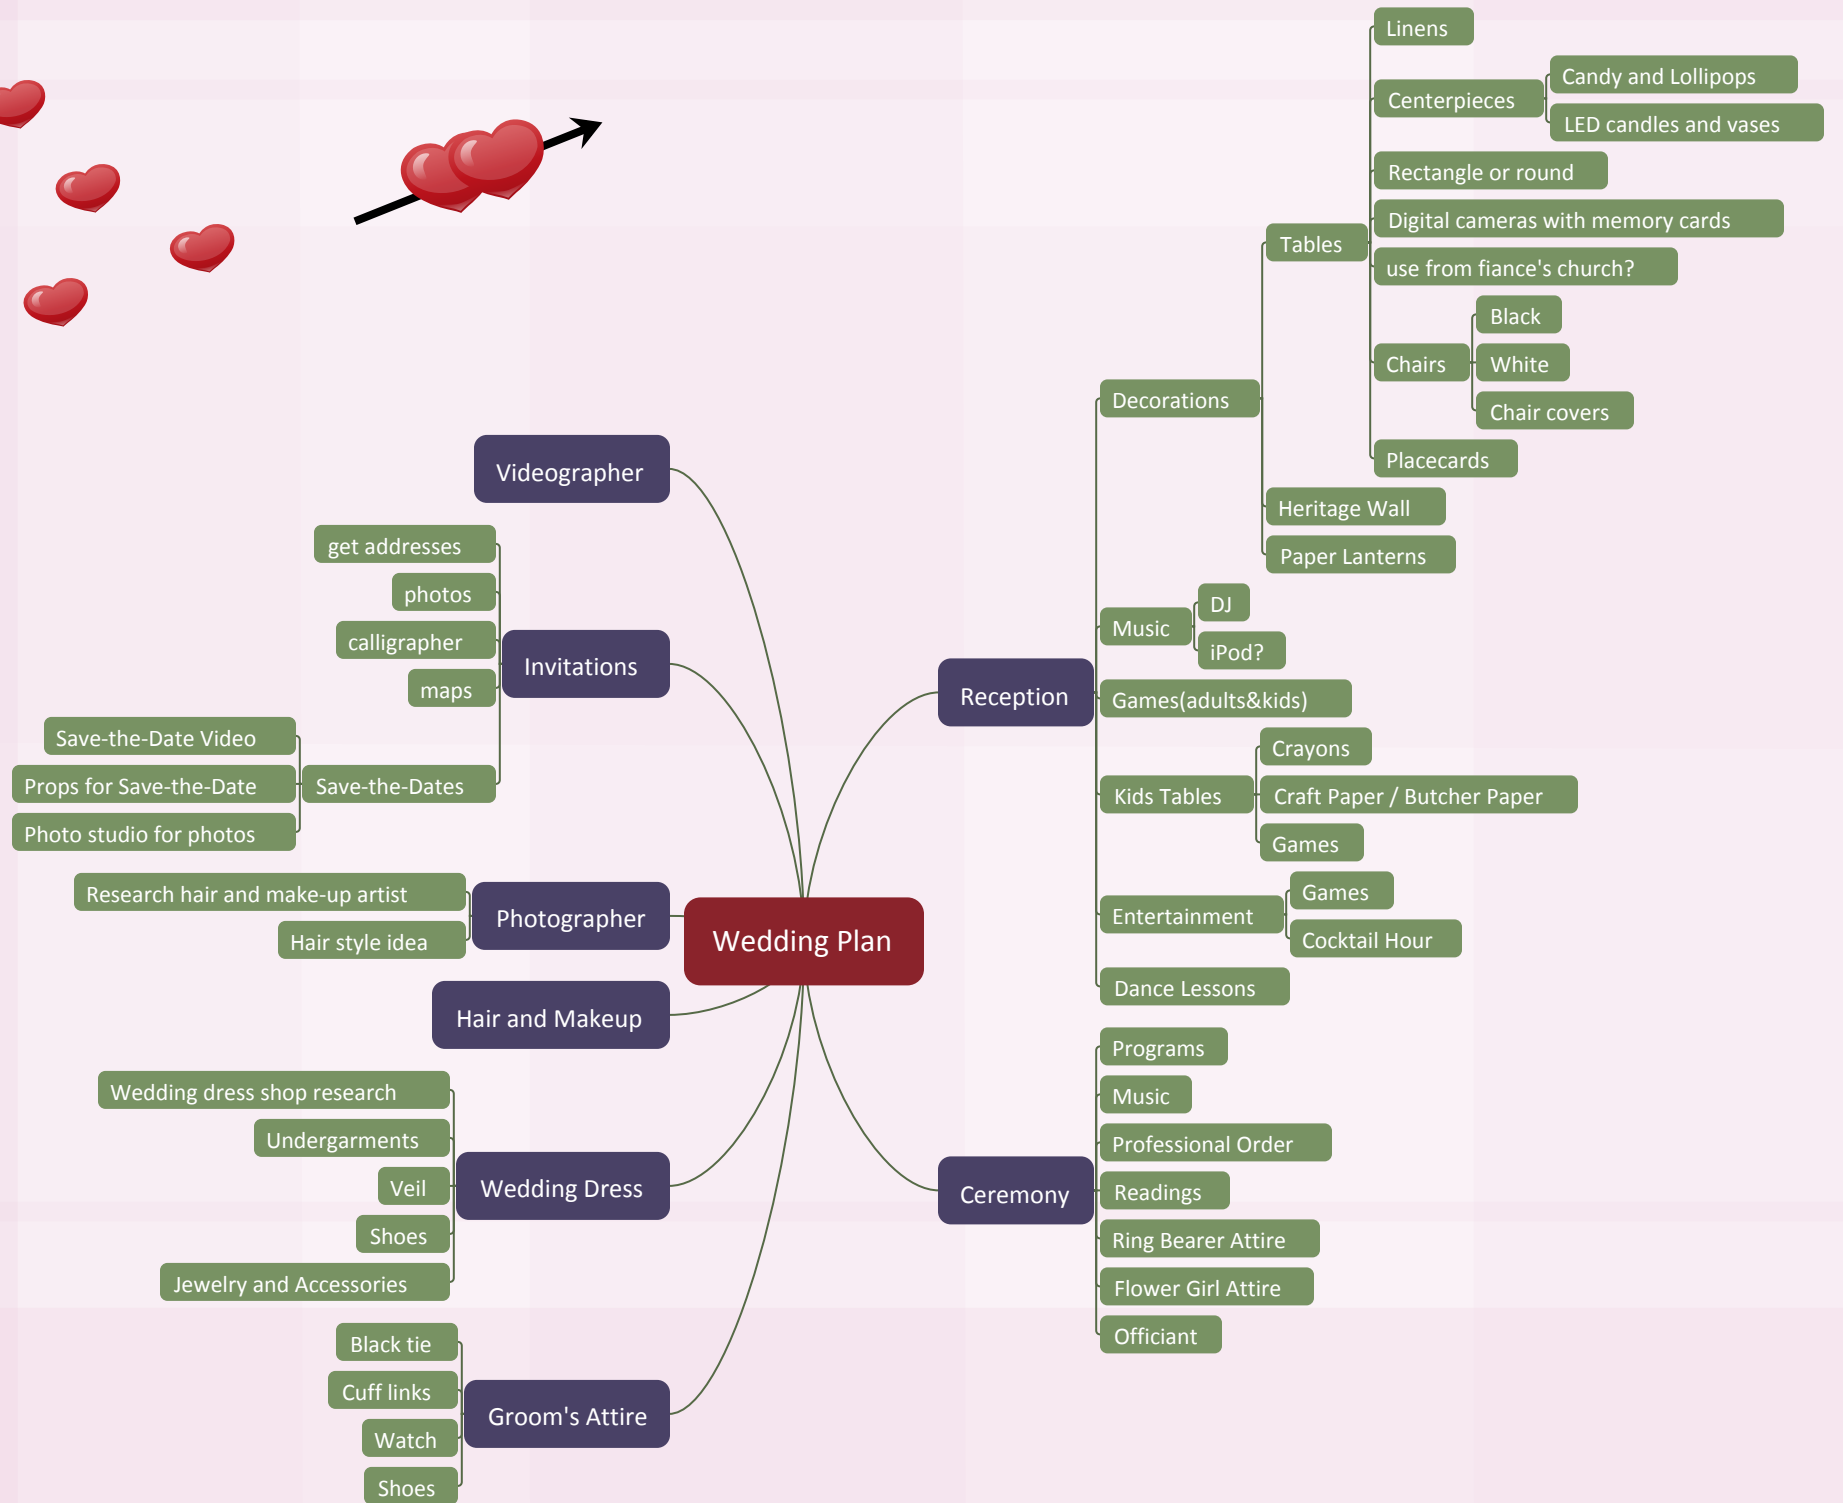 Wedding Plan
Reception
Decorations
Tables
Linens
Centerpieces
Candy and Lollipops
LED candles and vases
Rectangle or round
Digital cameras with memory cards
use from fiance's church?
Chairs
Black
White
Chair covers
Placecards
Heritage Wall
Paper Lanterns
Music
DJ
iPod?
Games(adults&kids)
Kids Tables
Crayons
Craft Paper / Butcher Paper
Games
Entertainment
Games
Cocktail Hour
Dance Lessons
Ceremony
Programs
Music
Professional Order
Readings
Ring Bearer Attire
Flower Girl Attire
Officiant
Videographer
Invitations
get addresses
photos
calligrapher
maps
Save-the-Dates
Save-the-Date Video
Props for Save-the-Date
Photo studio for photos
Photographer
Research hair and make-up artist
Hair style idea
Hair and Makeup
Wedding Dress
Wedding dress shop research
Undergarments
Veil
Shoes
Jewelry and Accessories
Groom's Attire
Black tie
Cuff links
Watch
Shoes